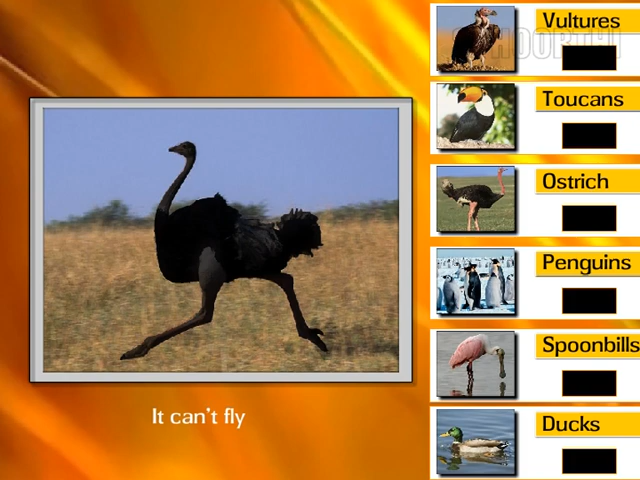 It can't fly
Vultures
Toucans
Ostrich
Penguins
Spoonbills
Ducks